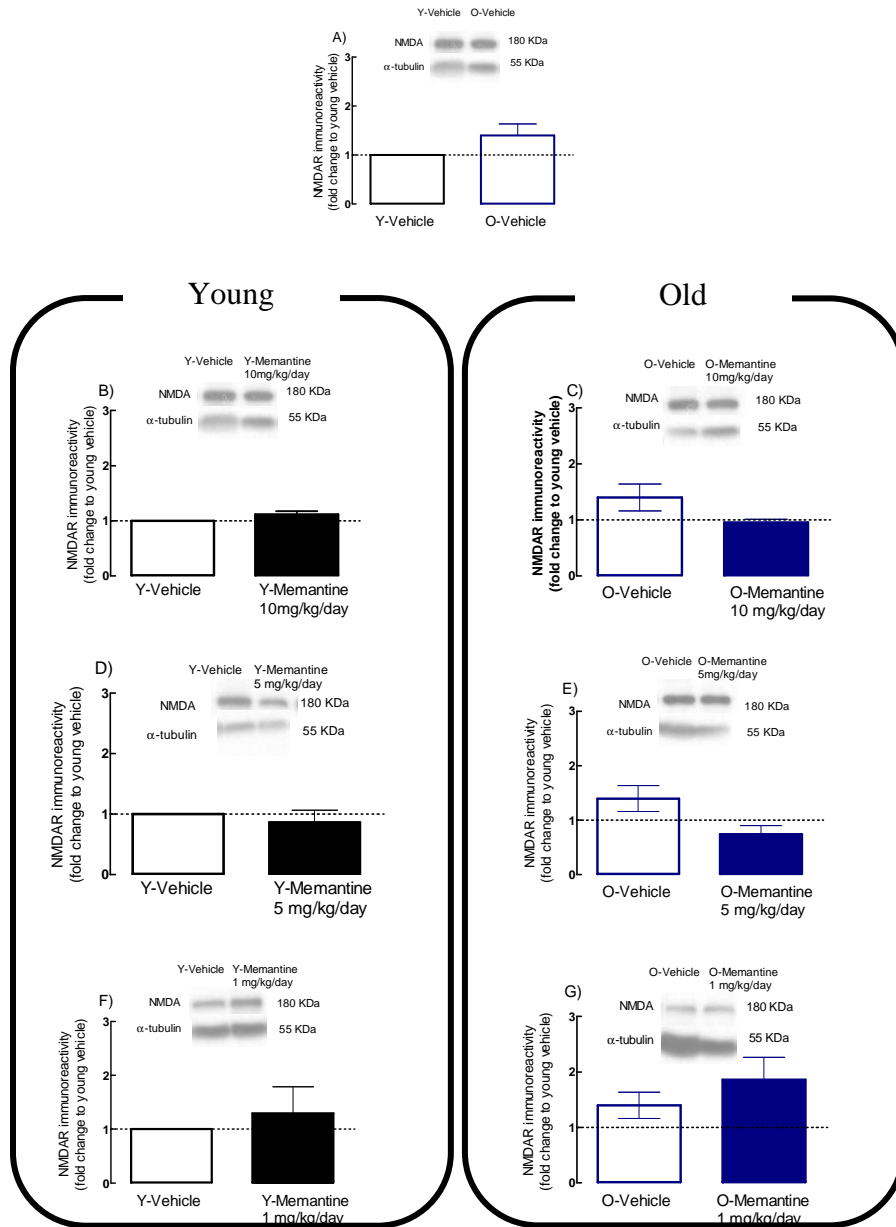 Y-Vehicle O-Vehicle
A)
NMDA 180 KDa
α-tubulin 55 KDa
NMDAR immunoreactivity
(fold change to young vehicle)
3
2
1
0
Y-Vehicle O-Vehicle
Young
Old
Y-Vehicle Y-Memantine
10mg/kg/day
B)
NMDA 180 KDa
α-tubulin 55 KDa
NMDAR immunoreactivity
(fold change to young vehicle)
3
2
1
0
Y-Vehicle Y-Memantine
10mg/kg/day
O-Vehicle O-Memantine
10mg/kg/day
C)
NMDA 180 KDa
α-tubulin 55 KDa
NMDAR immunoreactivity
(fold change to young vehicle)
3
2
1
0
O-Vehicle O-Memantine
10 mg/kg/day
Y-Vehicle Y-Memantine
5 mg/kg/day
D)
NMDA 180 KDa
α-tubulin 55 KDa
NMDAR immunoreactivity
(fold change to young vehicle)
3
2
1
0
Y-Vehicle Y-Memantine
5 mg/kg/day
O-Vehicle O-Memantine
5mg/kg/day
E)
NMDA 180 KDa
α-tubulin 55 KDa
NMDAR immunoreactivity
(fold change to young vehicle)
3
2
1
0
O-Vehicle O-Memantine
5 mg/kg/day
Y-Vehicle Y-Memantine
1 mg/kg/day
F)
NMDA 180 KDa
α-tubulin 55 KDa
NMDAR immunoreactivity
(fold change to young vehicle)
3
2
1
0
Y-Vehicle Y-Memantine
1 mg/kg/day
O-Vehicle O-Memantine
1 mg/kg/day
G)
NMDA 180 KDa
α-tubulin 55 KDa
NMDAR immunoreactivity
(fold change to young vehicle)
3
2
1
0
O-Vehicle O-Memantine
1 mg/kg/day